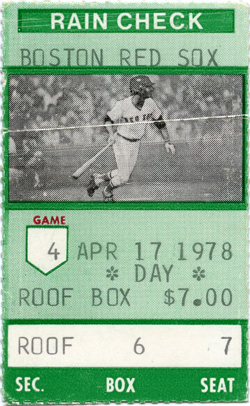 RAIN CHECK
BOSTON RED SOX
GAME
4 APR 17 1978
* DAY *
ROOF BOX $7.00
ROOF 6 7
SEC. BOX SEAT